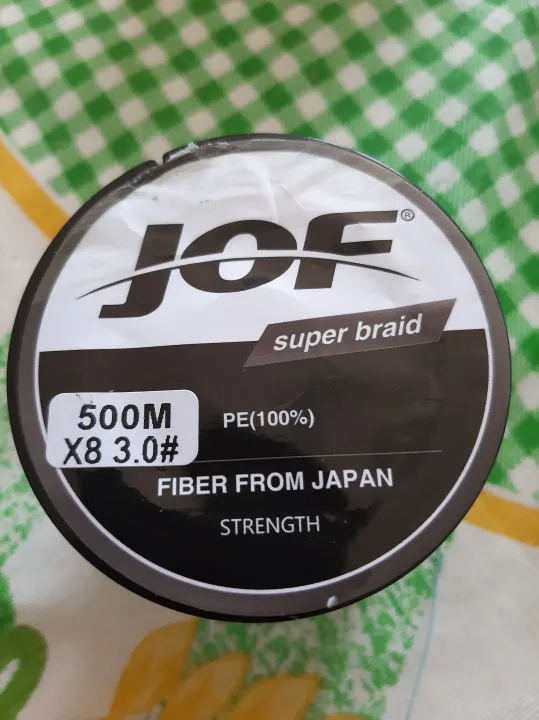 JOF®
super braid
500M
X8 3.0#
PE(100%)
FIBER FROM JAPAN
STRENGTH